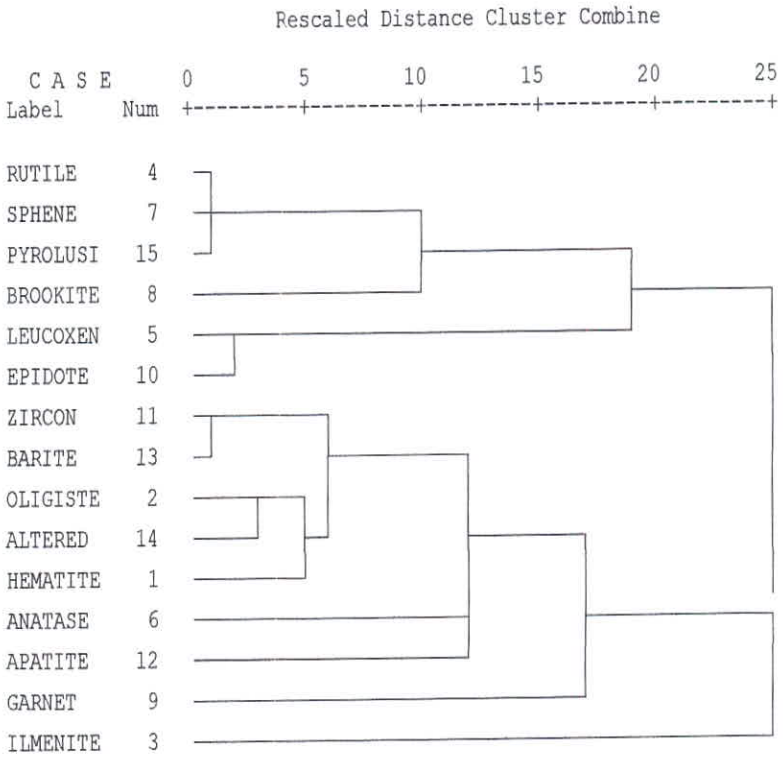 Rescaled Distance Cluster Combine
C A S E 0 5 10 15 20 25
Label Num +---------+---------+---------+---------+---------+
RUTILE 4
SPHENE 7
PYROLUSI 15
BROOKITE 8
LEUCOXEN 5
EPIDOTE 10
ZIRCON 11
BARITE 13
OLIGISTE 2
ALTERED 14
HEMATITE 1
ANATASE 6
APATITE 12
GARNET 9
ILMENITE 3